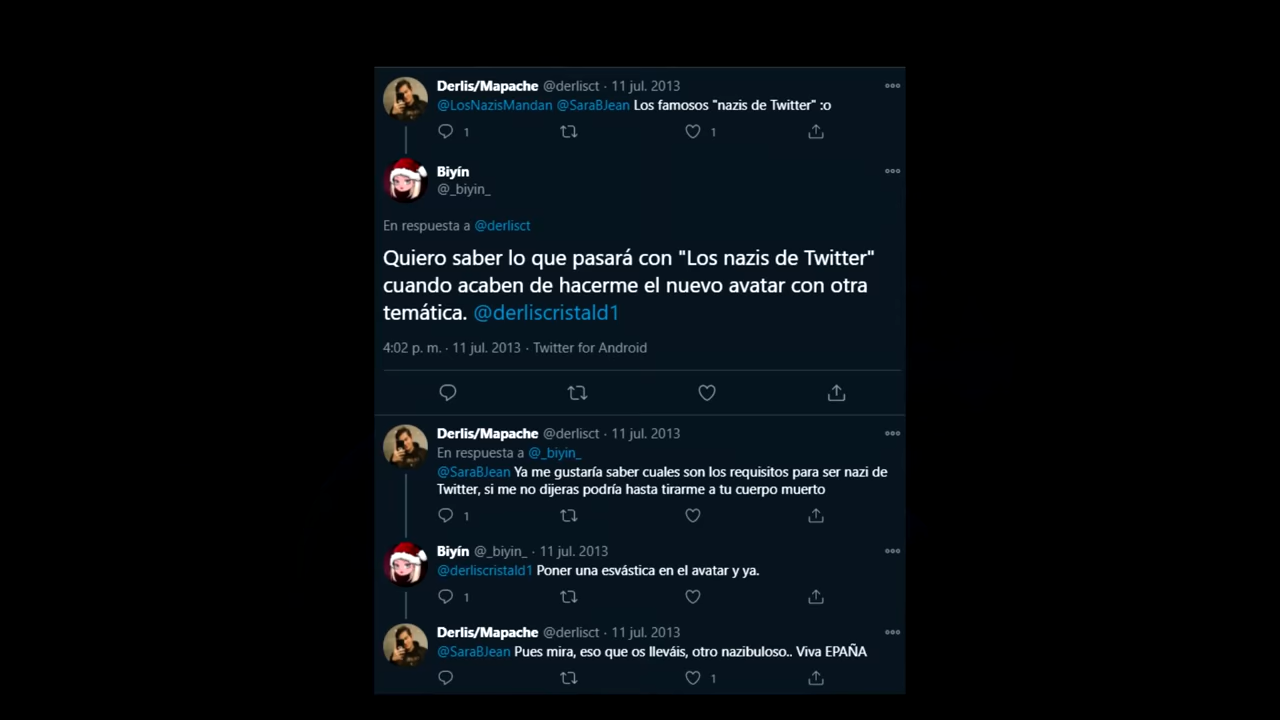 Derlis/Mapache @derlisct · 11 jul. 2013
@LosNazisMandan @SaraBJean Los famosos "nazis de Twitter" :o
1 1
Biyín
@_biyin_
En respuesta a @derlisct
Quiero saber lo que pasará con "Los nazis de Twitter"
cuando acaben de hacerme el nuevo avatar con otra
temática. @derliscristald1
4:02 p. m. · 11 jul. 2013 · Twitter for Android
Derlis/Mapache @derlisct · 11 jul. 2013
En respuesta a @_biyin_
@SaraBJean Ya me gustaría saber cuales son los requisitos para ser nazi de
Twitter, si me no dijeras podría hasta tirarme a tu cuerpo muerto
1
Biyín @_biyin_ · 11 jul. 2013
@derliscristald1 Poner una esvástica en el avatar y ya.
1
Derlis/Mapache @derlisct · 11 jul. 2013
@SaraBJean Pues mira, eso que os lleváis, otro nazibuloso.. Viva EPAÑA
1